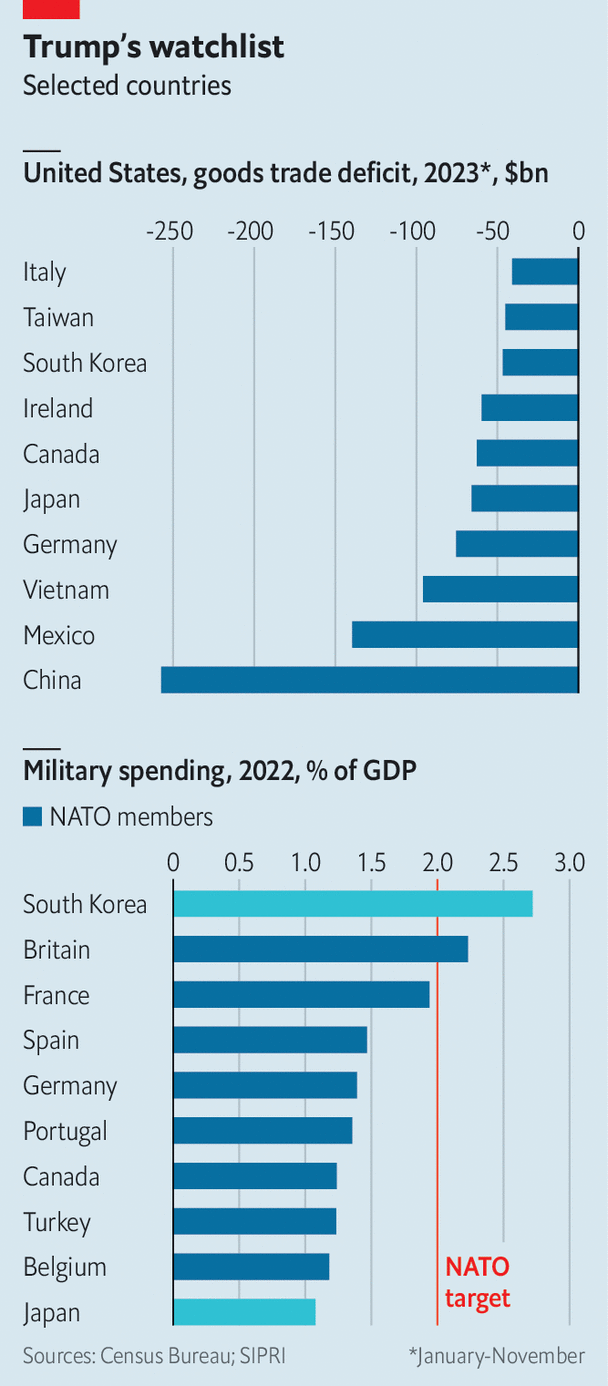 Trump’s watchlist
Selected countries
United States, goods trade deficit, 2023*, $bn
-250 -200 -150 -100 -50 0
Italy
Taiwan
South Korea
Ireland
Canada
Japan
Germany
Vietnam
Mexico
China
Military spending, 2022, % of GDP
NATO members
0 0.5 1.0 1.5 2.0 2.5 3.0
South Korea
Britain
France
Spain
Germany
Portugal
Canada
Turkey
Belgium
Japan
NATO
target
Sources: Census Bureau; SIPRI
*January-November